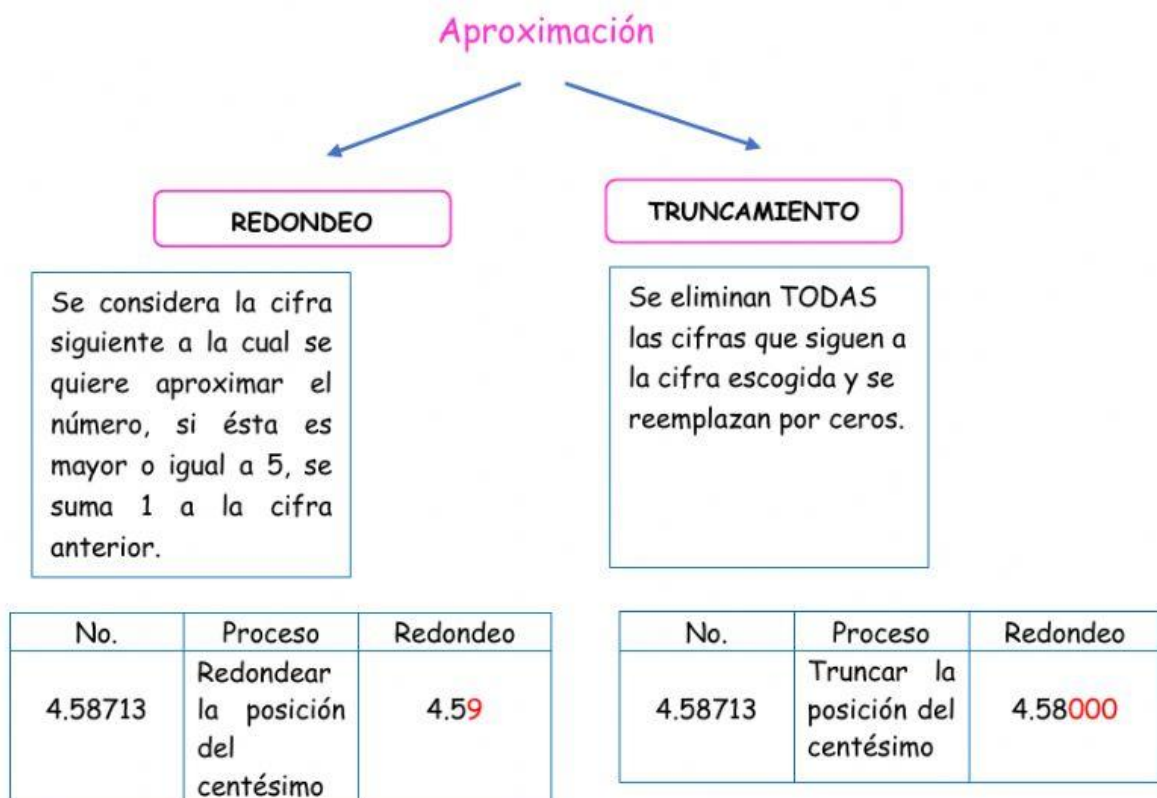 Aproximación
REDONDEO
TRUNCAMIENTO
Se considera la cifra
siguiente a la cual se
quiere aproximar el
número, si ésta es
mayor o igual a 5, se
suma 1 a la cifra
anterior.
Se eliminan TODAS
las cifras que siguen a
la cifra escogida y se
reemplazan por ceros.
No. Proceso Redondeo
Redondear
4.58713 la posición 4.59
del
centésimo
No. Proceso Redondeo
Truncar la
4.58713 posición del 4.58000
centésimo